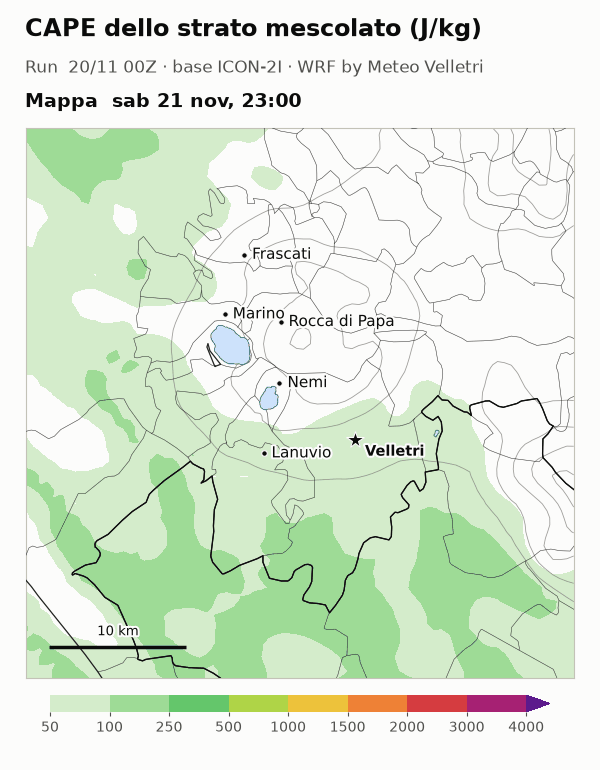 CAPE dello strato mescolato (J/kg)
Run  20/11 00Z · base ICON-2I · WRF by Meteo Velletri
Mappa  sab 21 nov, 23:00
Frascati
Marino
Rocca di Papa
Nemi
Velletri
Lanuvio
10 km
50 100 250 500 1000 1500 2000 3000 4000